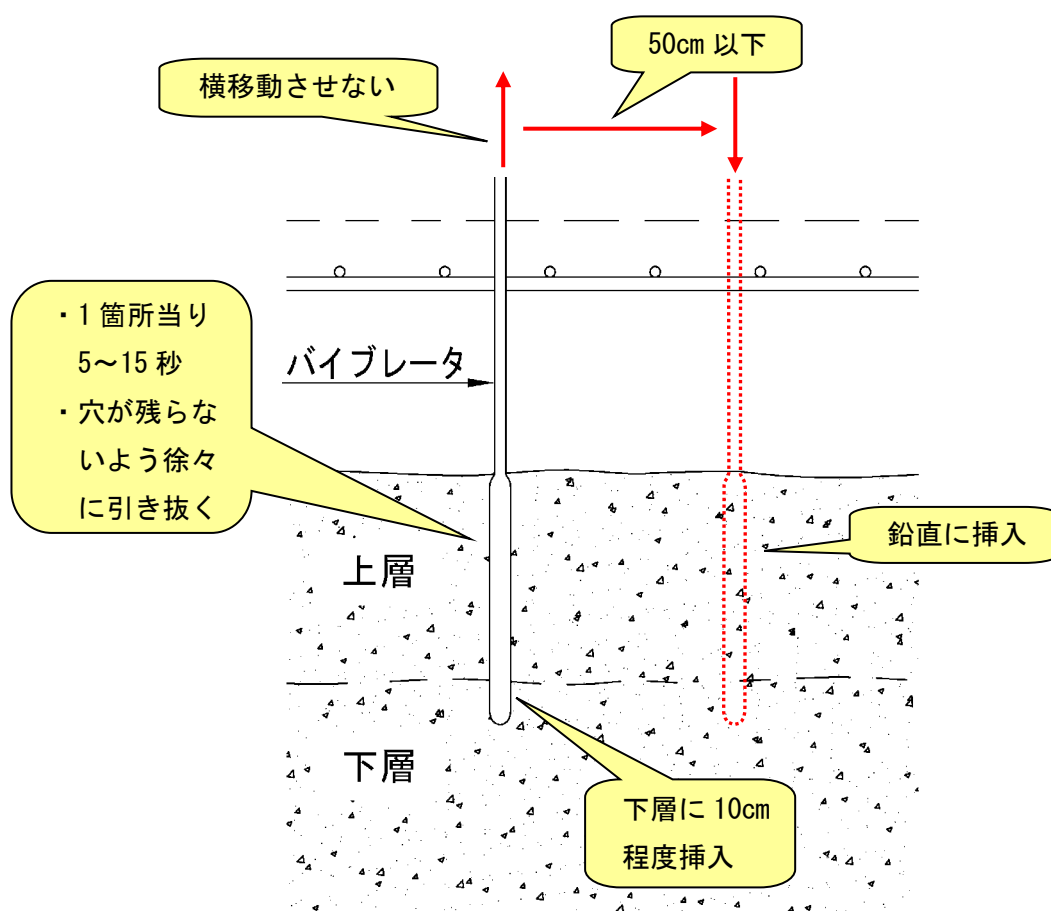 50cm 以下
横移動させない
・1 箇所当り
5～15 秒
・穴が残らな
いよう徐々
に引き抜く
バイブレータ
鉛直に挿入
上層
下層
下層に 10cm
程度挿入